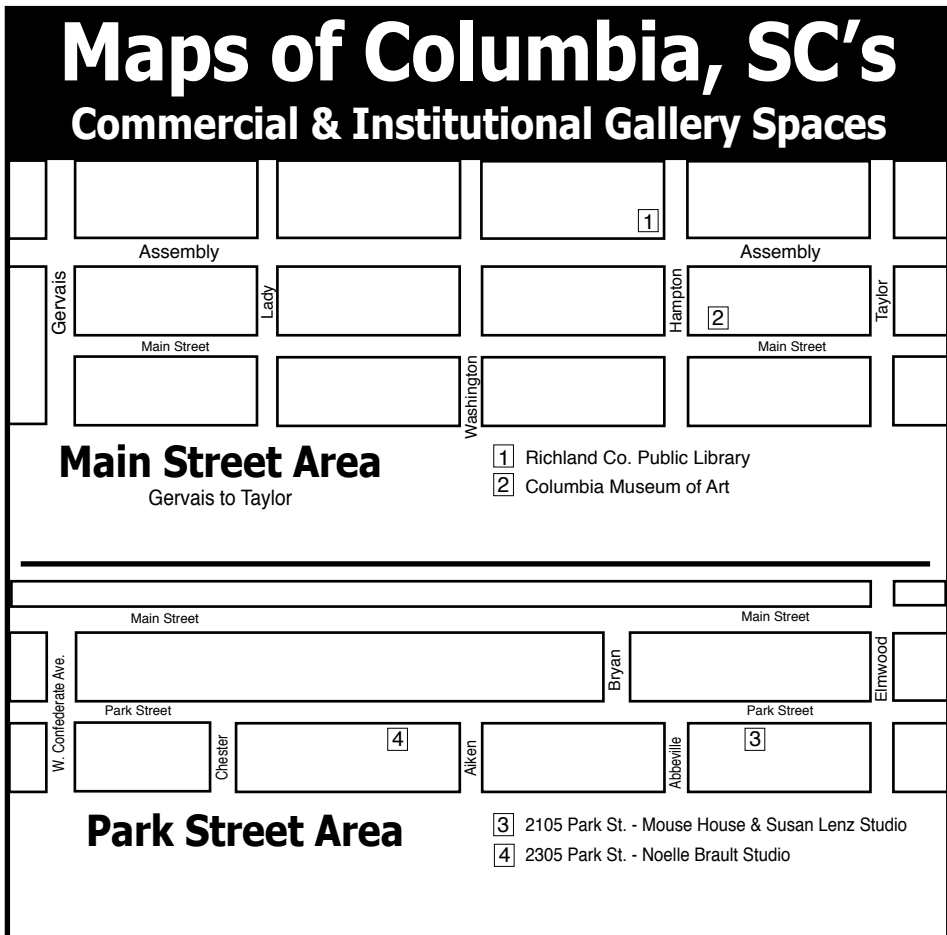 Maps of Columbia, SC's
Commercial & Institutional Gallery Spaces
1
Assembly
Assembly
Gervais
Lady
Hampton
Taylor
2
Main Street
Main Street
Washington
Main Street Area
Gervais to Taylor
1 Richland Co. Public Library
2 Columbia Museum of Art
Main Street
Main Street
W. Confederate Ave.
Bryan
Elmwood
Park Street
Park Street
Chester
4
Aiken
Abbeville
3
Park Street Area
3 2105 Park St. - Mouse House & Susan Lenz Studio
4 2305 Park St. - Noelle Brault Studio